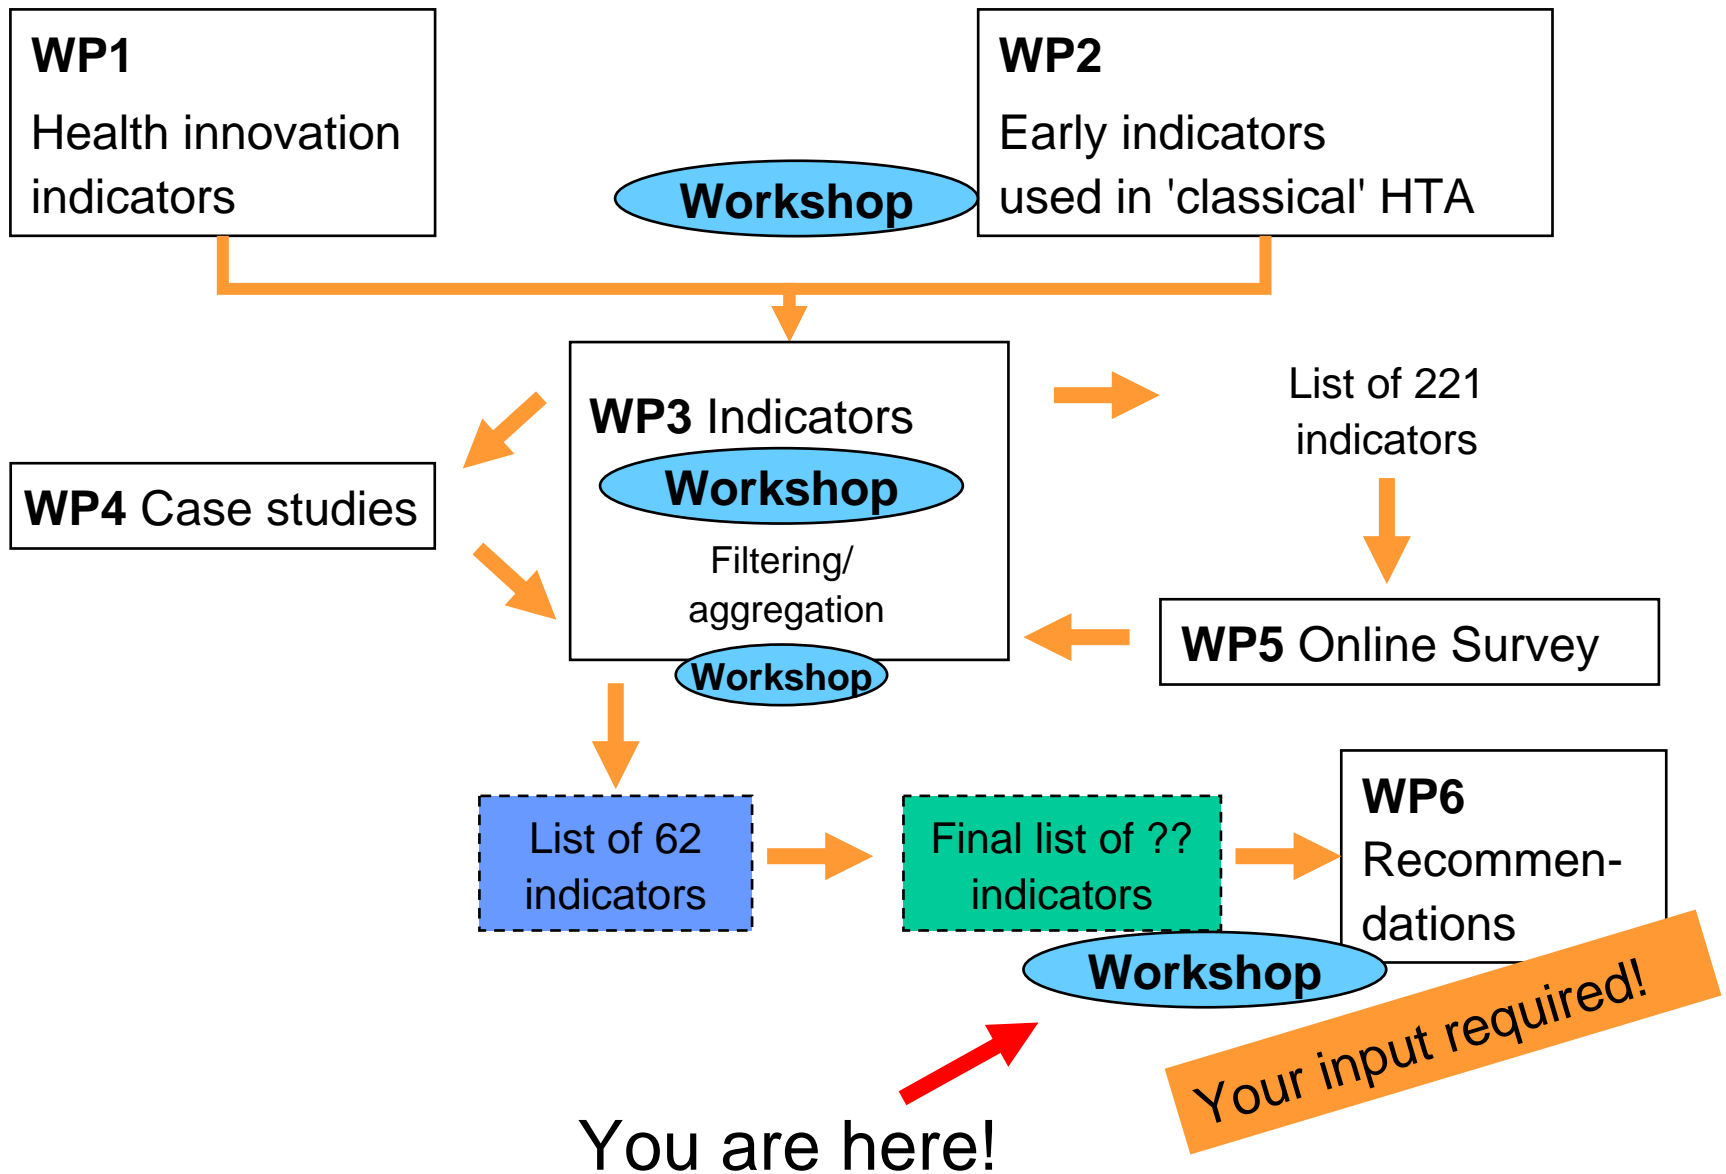 WP1
Health innovation
indicators
WP2
Early indicators
used in 'classical' HTA
Workshop
WP3 Indicators
Workshop
Filtering/
aggregation
Workshop
List of 221
indicators
WP4 Case studies
WP5 Online Survey
List of 62
indicators
Final list of ??
indicators
WP6
Recommen-
dations
Workshop
Your input required!
You are here!